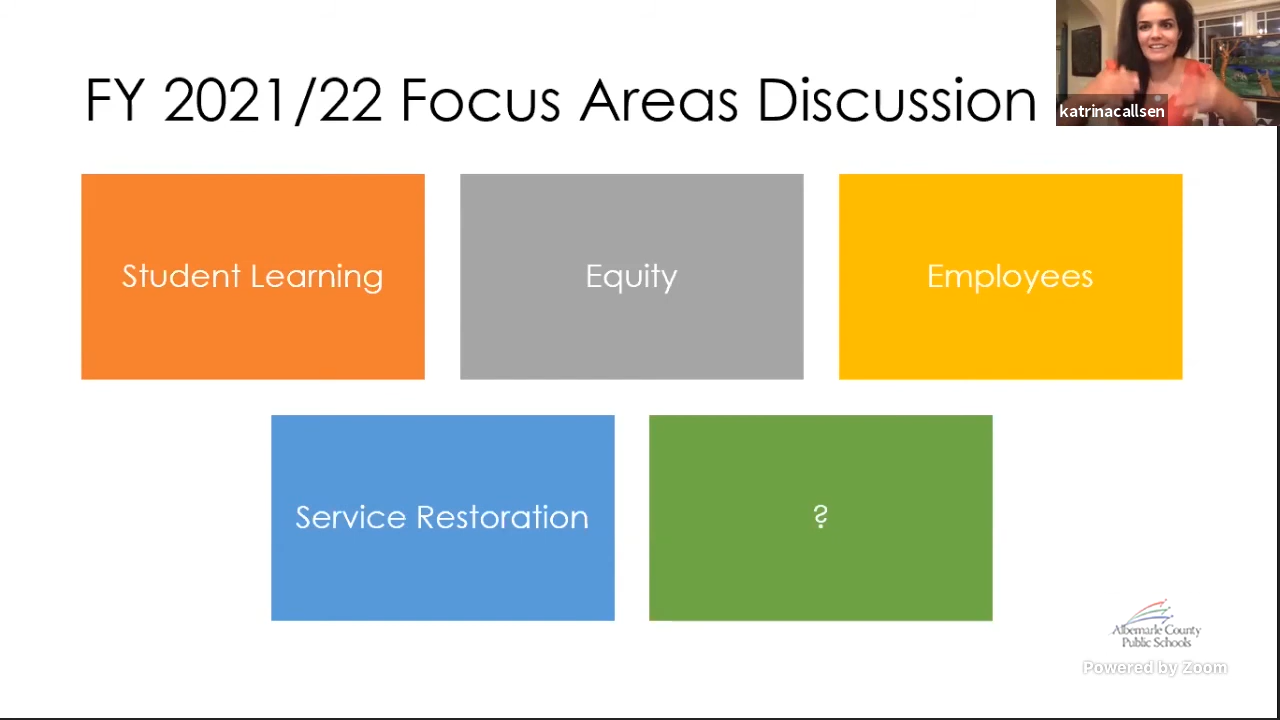 FY 2021/22 Focus Areas Discussion
katrinacallsen
Student Learning
Equity
Employees
Service Restoration
?
Albemarle County
Public Schools
Powered by Zoom